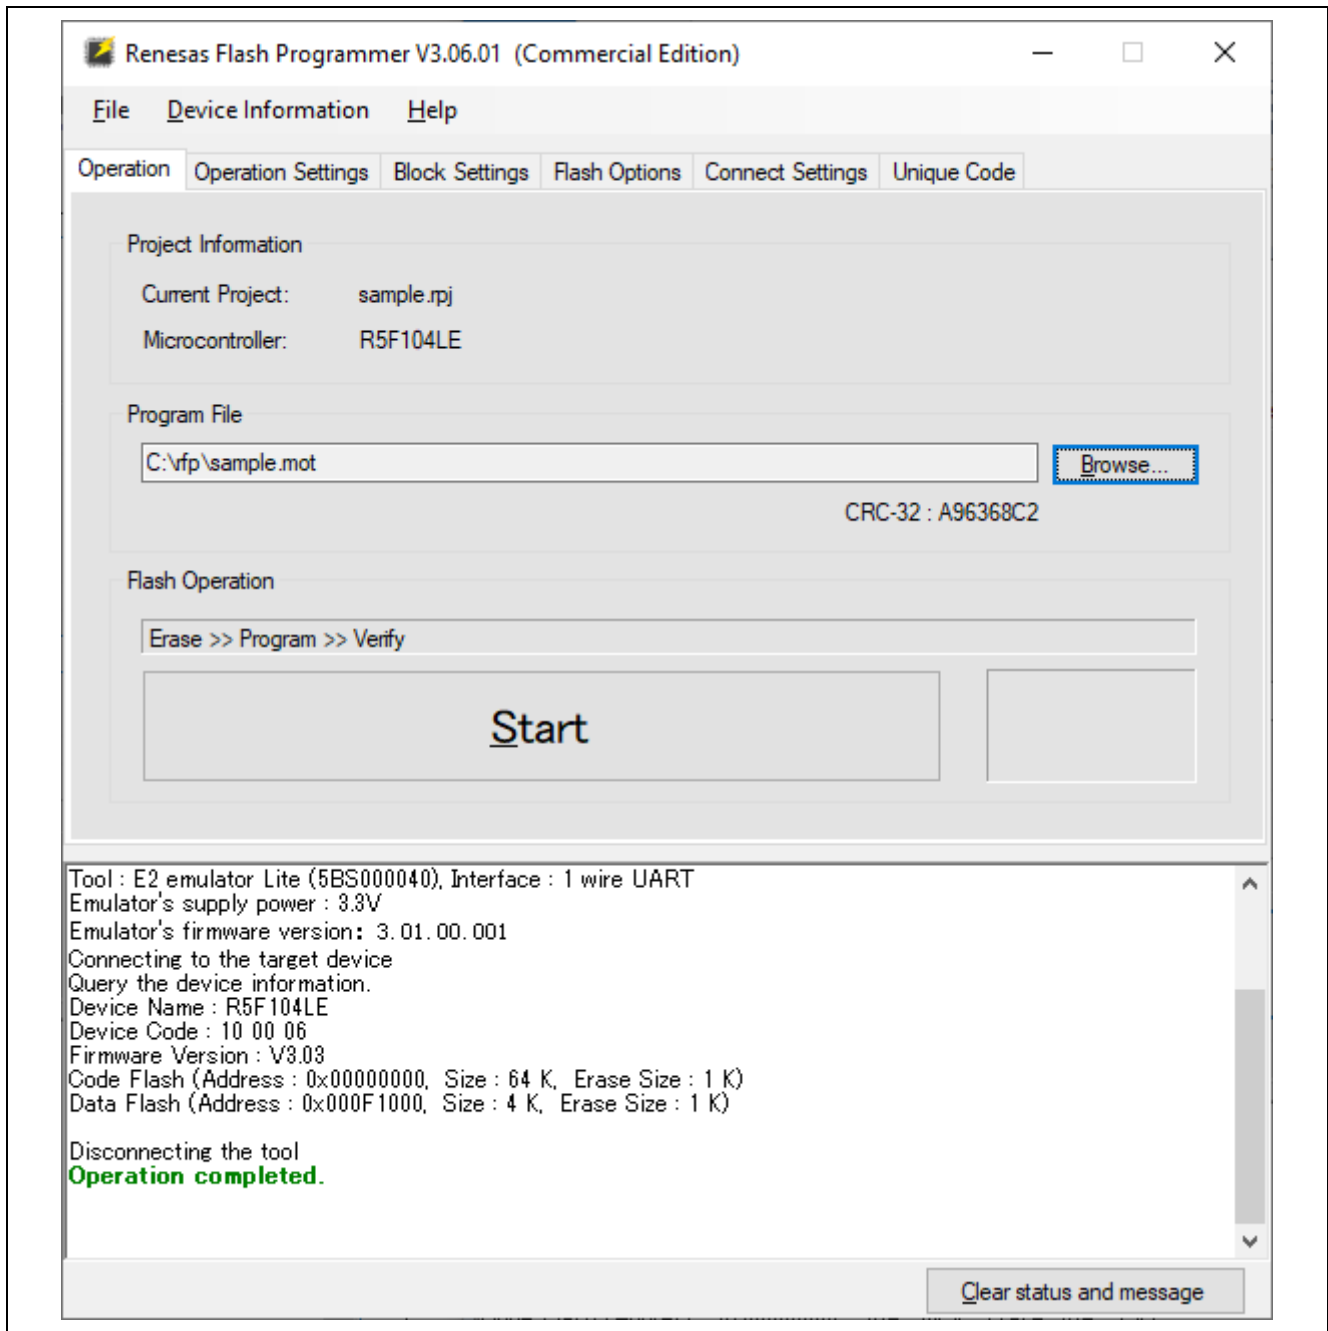 Renesas Flash Programmer V3.06.01 (Commercial Edition)
File Device Information Help
Operation Operation Settings Block Settings Flash Options Connect Settings Unique Code
Project Information
Current Project: sample.rpj
Microcontroller: R5F104LE
Program File
C:\rfp\sample.mot Browse...
CRC-32 : A96368C2
Flash Operation
Erase >> Program >> Verify
Start
Tool : E2 emulator Lite (5BS000040), Interface : 1 wire UART
Emulator's supply power : 3.3V
Emulator's firmware version: 3.01.00.001
Connecting to the target device
Query the device information.
Device Name : R5F104LE
Device Code : 10 00 06
Firmware Version : V3.03
Code Flash (Address : 0x00000000, Size : 64 K, Erase Size : 1 K)
Data Flash (Address : 0x000F1000, Size : 4 K, Erase Size : 1 K)
Disconnecting the tool
Operation completed.
Clear status and message